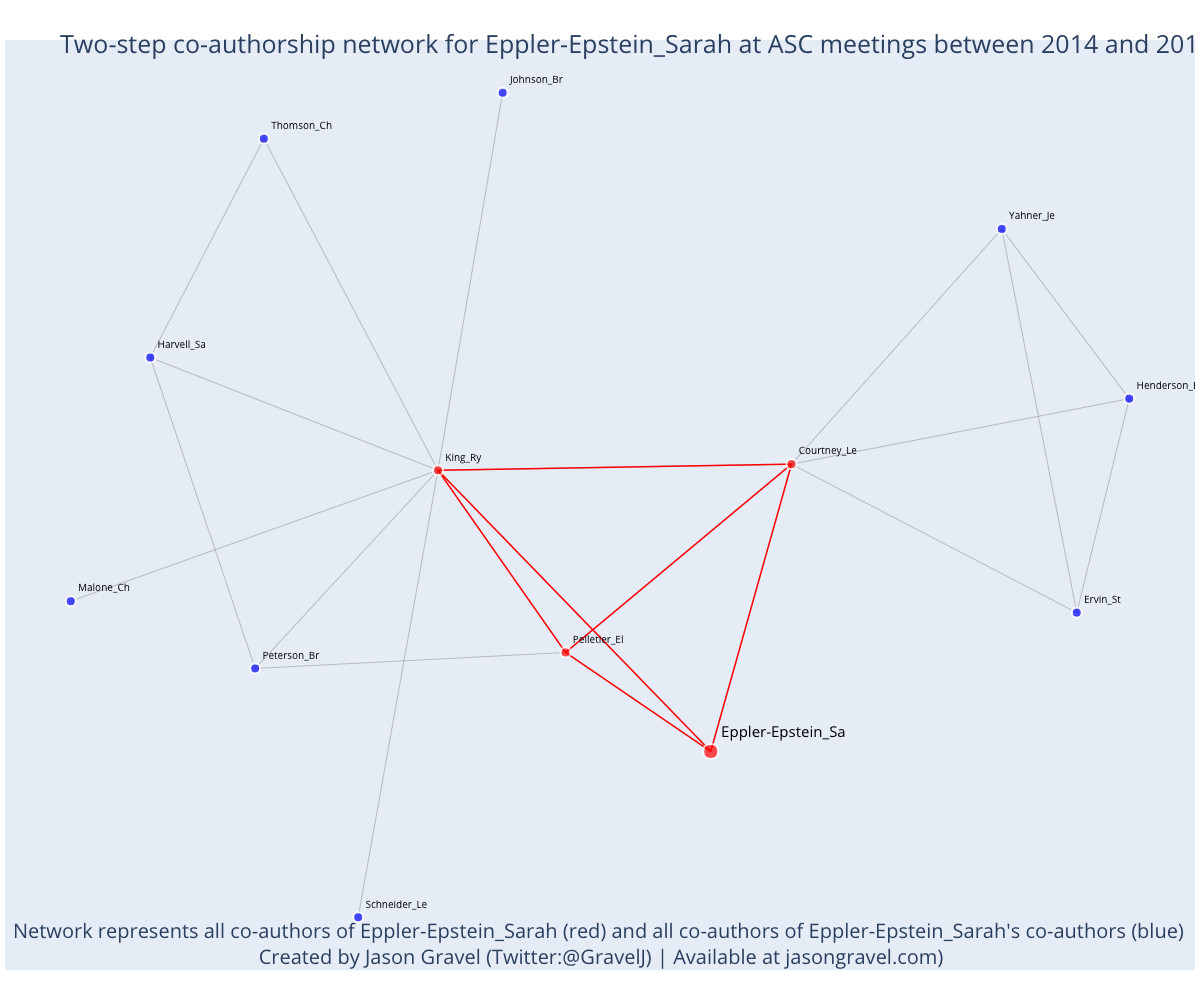 Two-step co-authorship network for Eppler-Epstein_Sarah at ASC meetings between 2014 and 201
Johnson_Br
Thomson_Ch
Yahner_Je
Harvell_Sa
Henderson_
King_Ry
Courtney_Le
Malone_Ch
Ervin_St
Pelletier_El
Peterson_Br
Eppler-Epstein_Sa
Schneider_Le
Network represents all co-authors of Eppler-Epstein_Sarah (red) and all co-authors of Eppler-Epstein_Sarah's co-authors (blue)
Created by Jason Gravel (Twitter:@GravelJ) | Available at jasongravel.com)